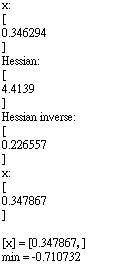 x:
[
0.346294
]
Hessian:
[
4.4139
]
Hessian inverse:
[
0.226557
]
x:
[
0.347867
]
[x] = [0.347867, ]
min = -0.710732